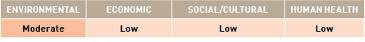 ENVIRONMENTAL ECONOMIC SOCIAL/CULTURAL HUMAN HEALTH
Moderate Low Low Low